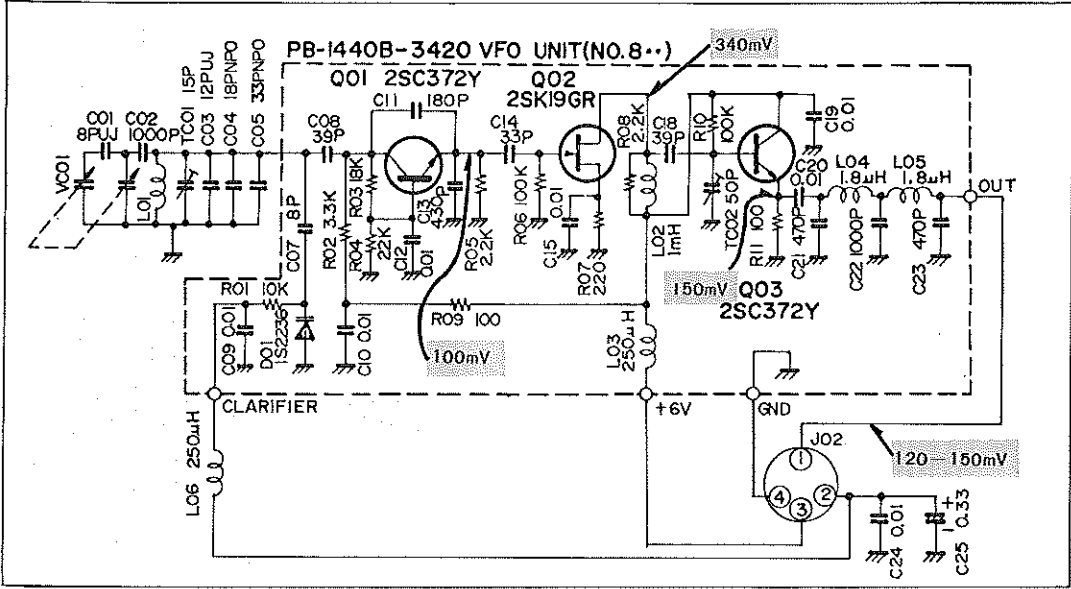 PB-1440B-3420 VFO UNIT(NO.8··)
340mV
Q01 2SC372Y
Q02
2SK19GR
C11 180P
C01
8PUJ
C02
1000P
TC01 15P
C03 12PUJ
C04 18PNPO
C05 33PNPO
VC01
L01
C08
39P
C07 8P
R02 3.3K
R03 18K
R04
22K
C12
Q01
C13
430P
R05
2.2K
C14
33P
R06 100K
C15
0.01
R07
220
R08
2.2K
C18
39P
L02
1mH
R10
100K
TC02 50P
C19
0.01
C20
0.01
L04
1.8µH
L05
1.8µH
OUT
R11 100
C21 470P
C22 1000P
C23 470P
150mV
Q03
2SC372Y
R01 10K
C09 0.01
D01
1S2236
C10 0.01
R09 100
100mV
L03
250µH
CLARIFIER
+6V
GND
L06 250µH
J02
1
2
3
4
120-150mV
C24 0.01
C25 0.33
+
-